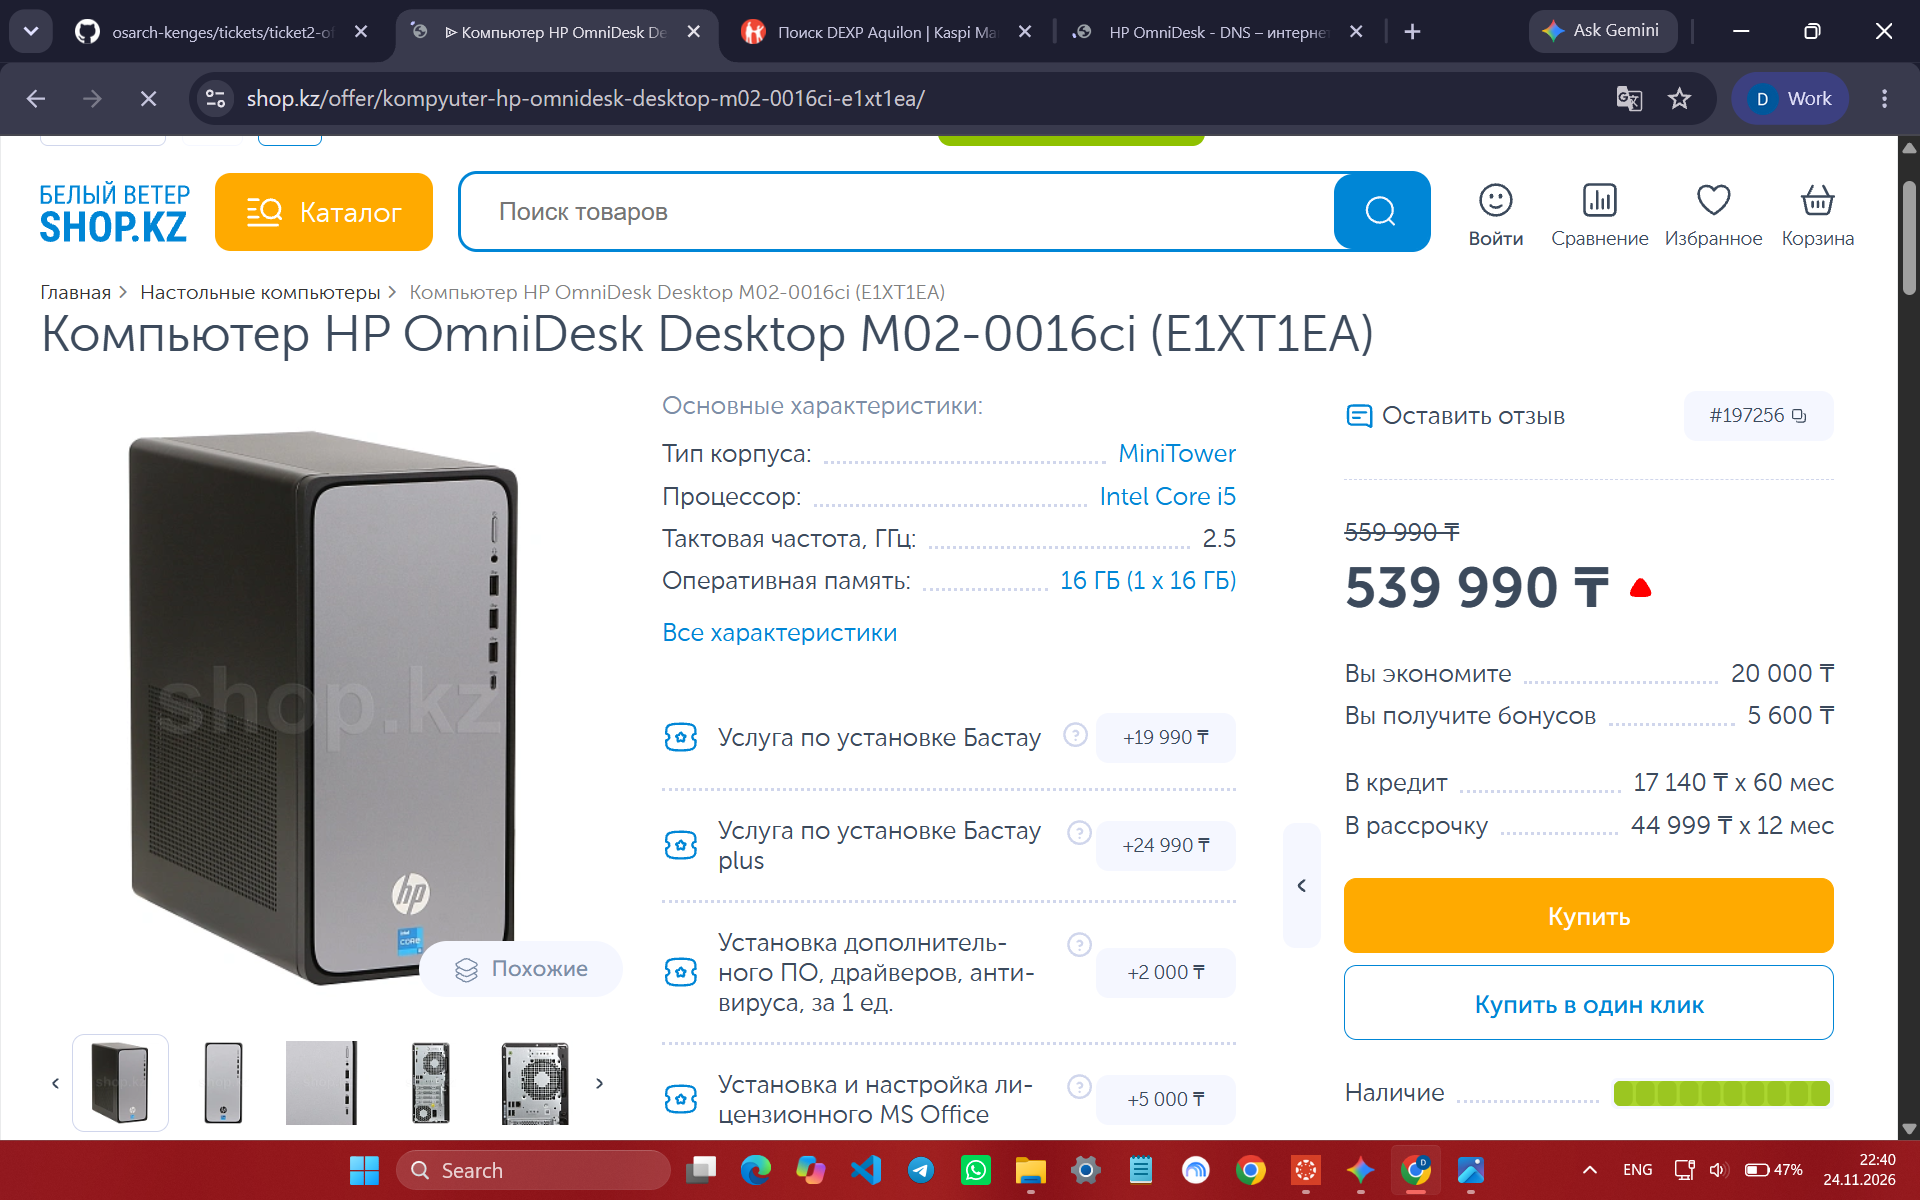 osarch-kenges/tickets/ticket2-of
Компьютер HP OmniDesk De
Поиск DEXP Aquilon | Kaspi Ma
HP OmniDesk - DNS – интернет
Ask Gemini
shop.kz/offer/kompyuter-hp-omnidesk-desktop-m02-0016ci-e1xt1ea/
D Work
БЕЛЫЙ ВЕТЕР
SHOP.KZ
Каталог
Поиск товаров
Войти
Сравнение
Избранное
Корзина
Главная > Настольные компьютеры > Компьютер HP OmniDesk Desktop M02-0016ci (E1XT1EA)
Компьютер HP OmniDesk Desktop M02-0016ci (E1XT1EA)
shop.kz
hp
intel
CORE
Похожие
Основные характеристики:
Тип корпуса: MiniTower
Процессор: Intel Core i5
Тактовая частота, ГГц: 2.5
Оперативная память: 16 ГБ (1 x 16 ГБ)
Все характеристики
Услуга по установке Бастау ? +19 990 ₸
Услуга по установке Бастау
plus ? +24 990 ₸
Установка дополнитель-
ного ПО, драйверов, анти-
вируса, за 1 ед. ? +2 000 ₸
Установка и настройка ли-
цензионного MS Office ? +5 000 ₸
Оставить отзыв
#197256
559 990 ₸
539 990 ₸
Вы экономите 20 000 ₸
Вы получите бонусов 5 600 ₸
В кредит 17 140 ₸ x 60 мес
В рассрочку 44 999 ₸ x 12 мес
Купить
Купить в один клик
Наличие
Search
ENG
47%
22:40
24.11.2026